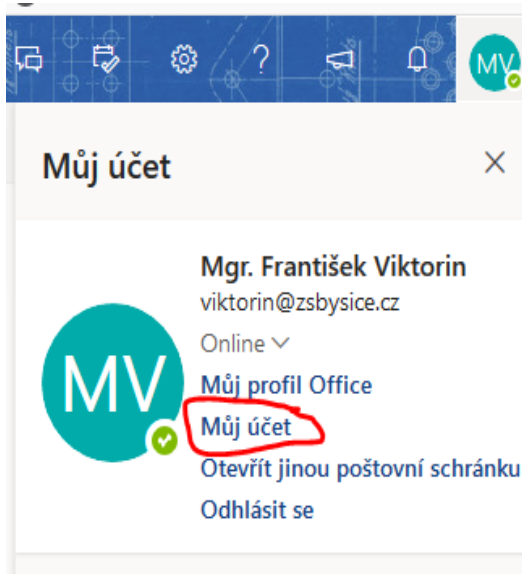 ?
MV
Můj účet
Mgr. František Viktorin
viktorin@zsbysice.cz
Online
MV
Můj profil Office
Můj účet
Otevřít jinou poštovní schránku
Odhlásit se